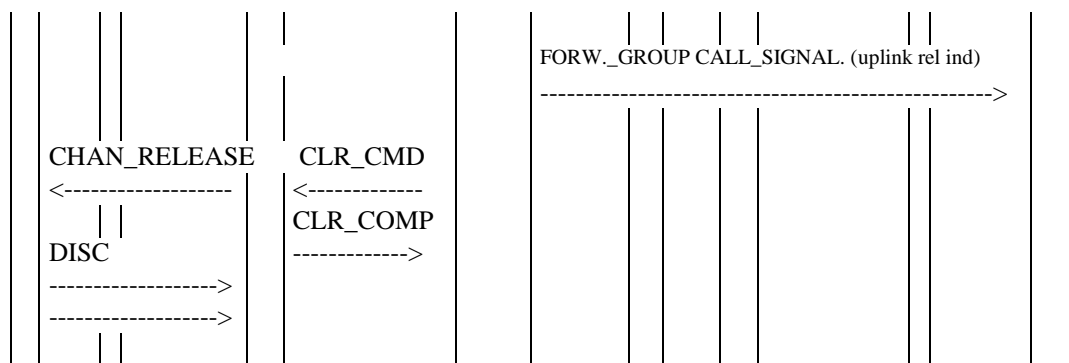 FORW._GROUP CALL_SIGNAL. (uplink rel ind)
---------------------------------------------------->
CHAN_RELEASE CLR_CMD
<------------------- <-------------
CLR_COMP
DISC ------------->
------------------->
------------------->